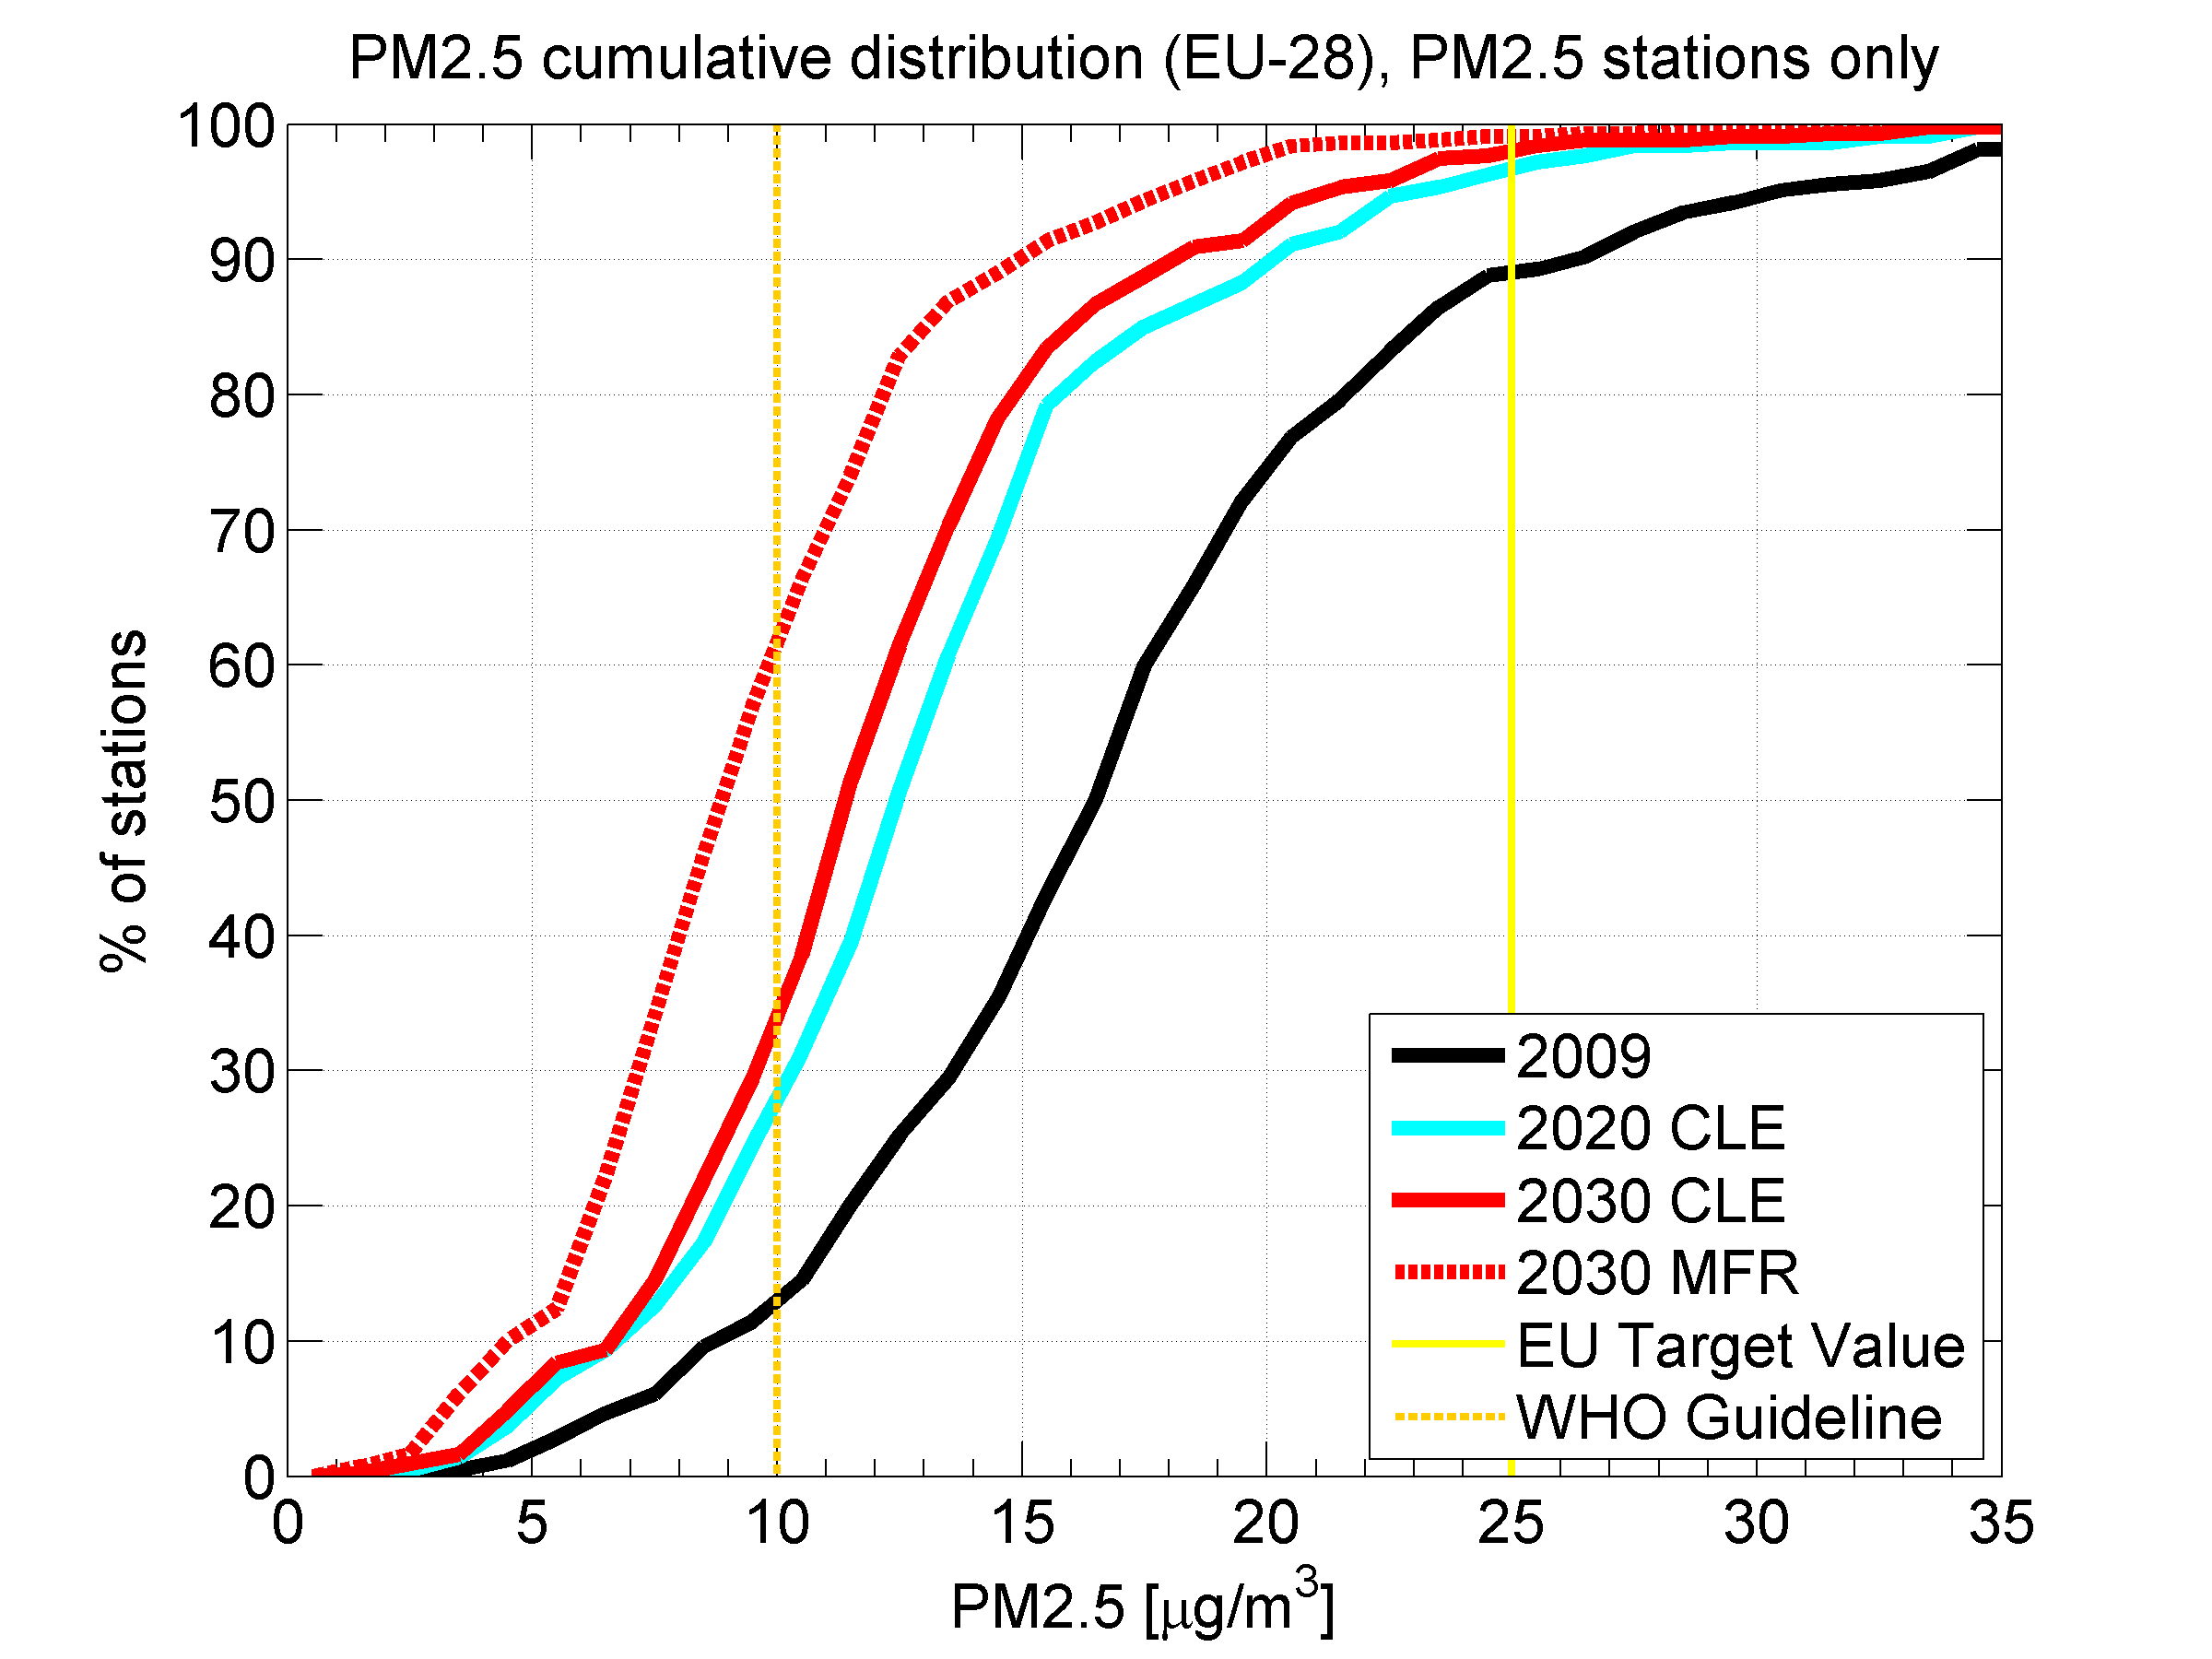 PM2.5 cumulative distribution (EU-28), PM2.5 stations only
100
90
80
70
60
50
40
30
20
10
0
% of stations
0 5 10 15 20 25 30 35
PM2.5 [μg/m³]
2009
2020 CLE
2030 CLE
2030 MFR
EU Target Value
WHO Guideline